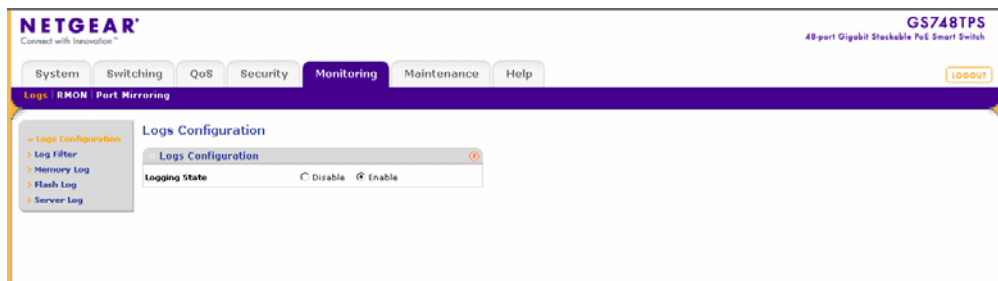 NETGEAR®
Connect with Innovation™
GS748TPS
48-port Gigabit Stackable PoE Smart Switch
System Switching QoS Security Monitoring Maintenance Help
LOGOUT
Logs RMON Port Mirroring
Logs Configuration
Log Filter
Memory Log
Flash Log
Server Log
Logs Configuration
Logs Configuration
Logging State Disable Enable